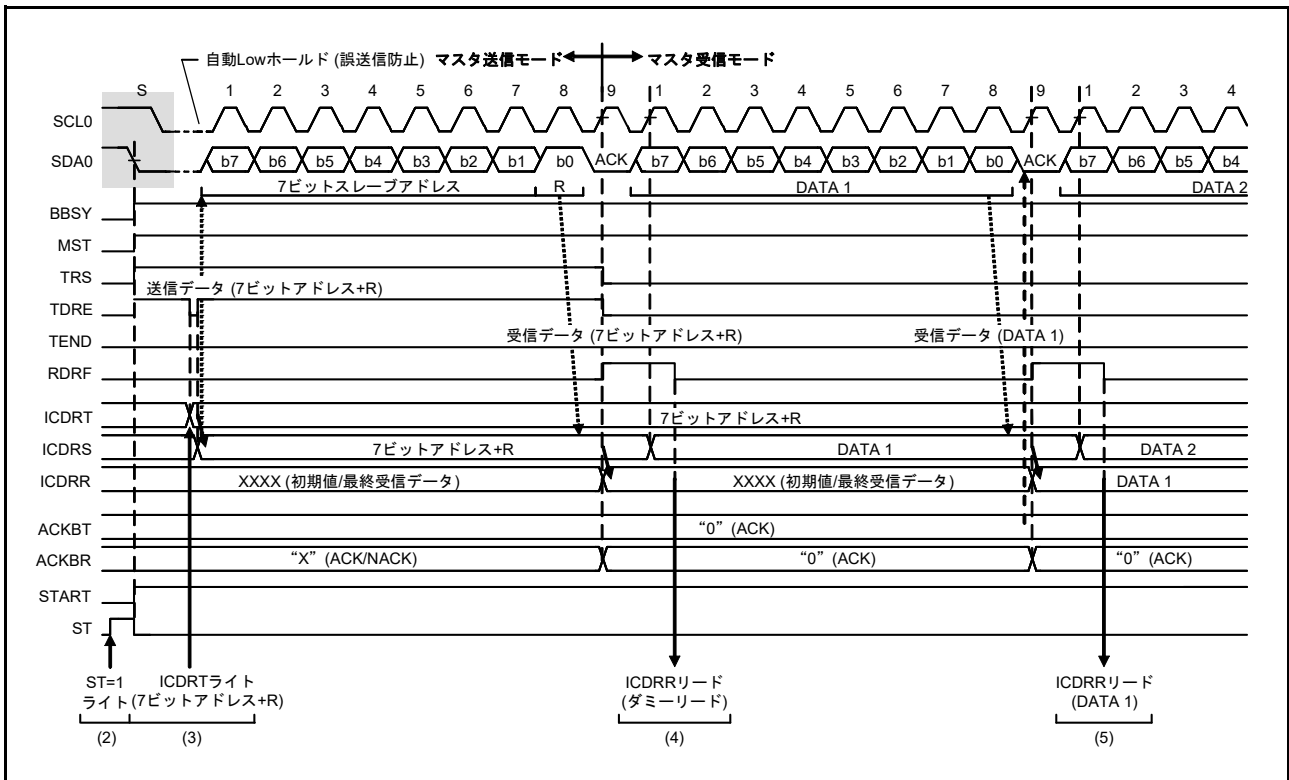 自動Lowホールド (誤送信防止) マスタ送信モード マスタ受信モード
S 1 2 3 4 5 6 7 8 9 1 2 3 4 5 6 7 8 9 1 2 3 4
SCL0
SDA0 b7 b6 b5 b4 b3 b2 b1 b0 ACK b7 b6 b5 b4 b3 b2 b1 b0 ACK b7 b6 b5 b4
7ビットスレーブアドレス R DATA 1 DATA 2
BBSY
MST
TRS
送信データ (7ビットアドレス+R)
TDRE
受信データ (7ビットアドレス+R) 受信データ (DATA 1)
TEND
RDRF
ICDRT 7ビットアドレス+R
ICDRS 7ビットアドレス+R DATA 1 DATA 2
ICDRR XXXX (初期値/最終受信データ) XXXX (初期値/最終受信データ) DATA 1
ACKBT “0” (ACK)
ACKBR “X” (ACK/NACK) “0” (ACK) “0” (ACK)
START
ST
ST=1 ICDRTライト ICDRRリード ICDRRリード
ライト (7ビットアドレス+R) (ダミーリード) (DATA 1)
(2) (3) (4) (5)